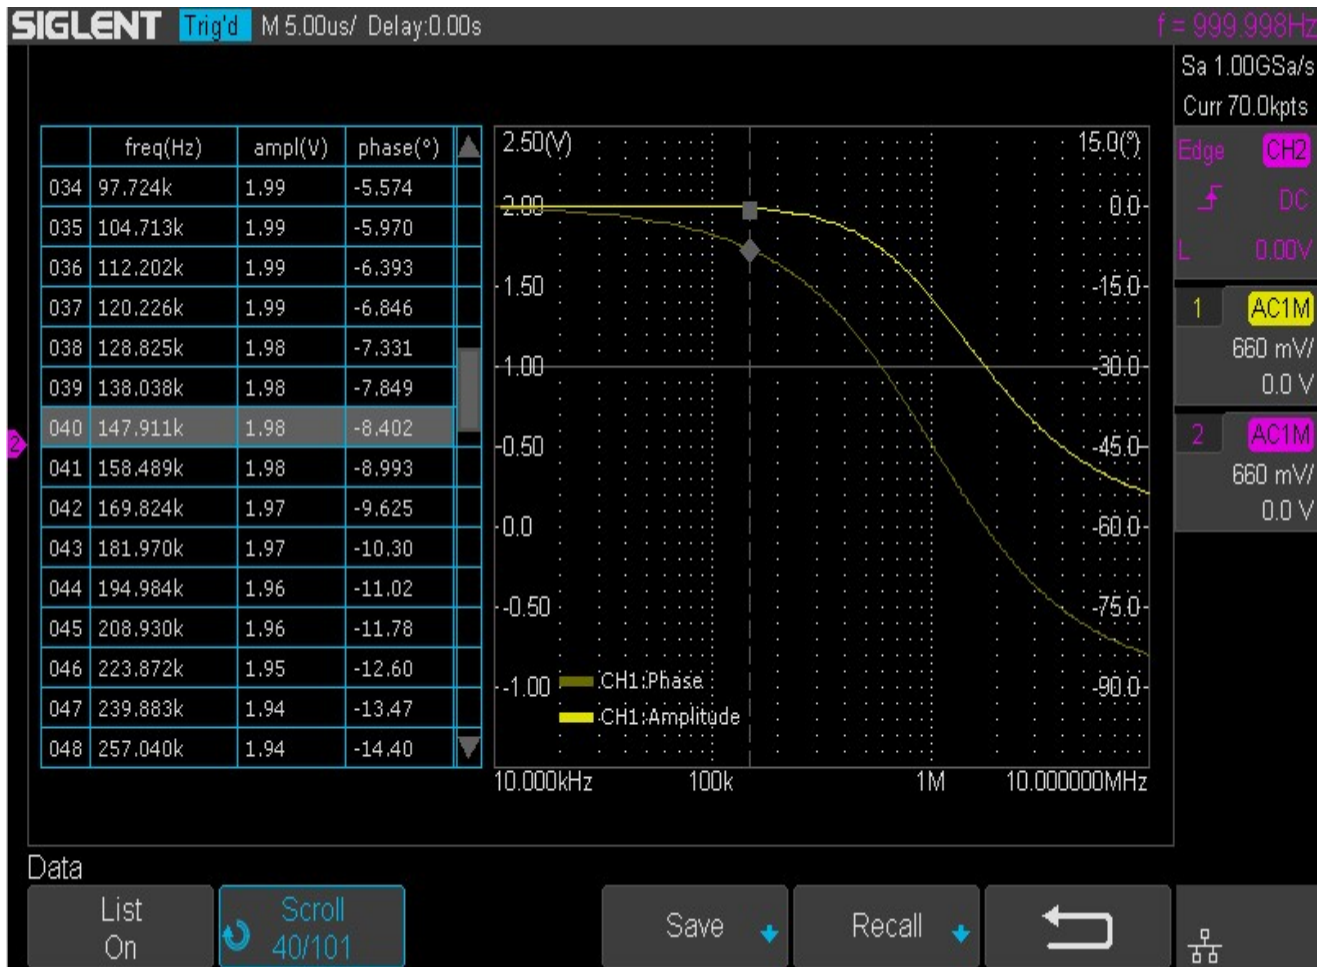 SIGLENT Trig'd M 5.00us/ Delay:0.00s f = 999.998Hz
Sa 1.00GSa/s
Curr 70.0kpts
freq(Hz) ampl(V) phase(°)
034 97.724k 1.99 -5.574
035 104.713k 1.99 -5.970
036 112.202k 1.99 -6.393
037 120.226k 1.99 -6.846
038 128.825k 1.98 -7.331
039 138.038k 1.98 -7.849
040 147.911k 1.98 -8.402
041 158.489k 1.98 -8.993
042 169.824k 1.97 -9.625
043 181.970k 1.97 -10.30
044 194.984k 1.96 -11.02
045 208.930k 1.96 -11.78
046 223.872k 1.95 -12.60
047 239.883k 1.94 -13.47
048 257.040k 1.94 -14.40
2.50(V) 15.0(°)
2.00 0.0
1.50 -15.0
1.00 -30.0
0.50 -45.0
0.0 -60.0
-0.50 -75.0
-1.00 -90.0
CH1:Phase
CH1:Amplitude
10.000kHz 100k 1M 10.000000MHz
Edge CH2
DC
L 0.00V
1 AC1M
660 mV/
0.0 V
2 AC1M
660 mV/
0.0 V
2
Data
List
On
Scroll
40/101
Save
Recall